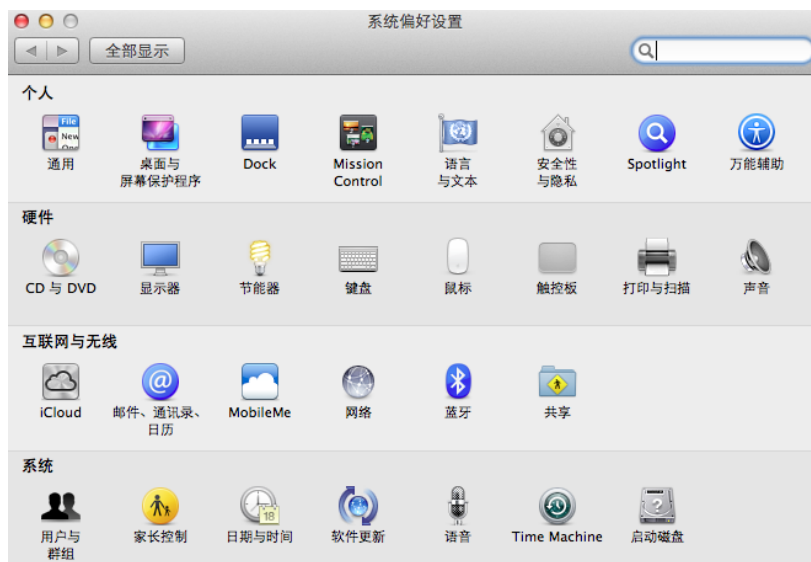 系统偏好设置
全部显示
个人
File
New
通用
桌面与
屏幕保护程序
Dock
Mission
Control
语言
与文本
安全性
与隐私
Spotlight
万能辅助
硬件
CD 与 DVD
显示器
节能器
键盘
鼠标
触控板
打印与扫描
声音
互联网与无线
iCloud
邮件、通讯录、
日历
MobileMe
网络
蓝牙
共享
系统
用户与
群组
家长控制
18
日期与时间
软件更新
语音
Time Machine
?
启动磁盘